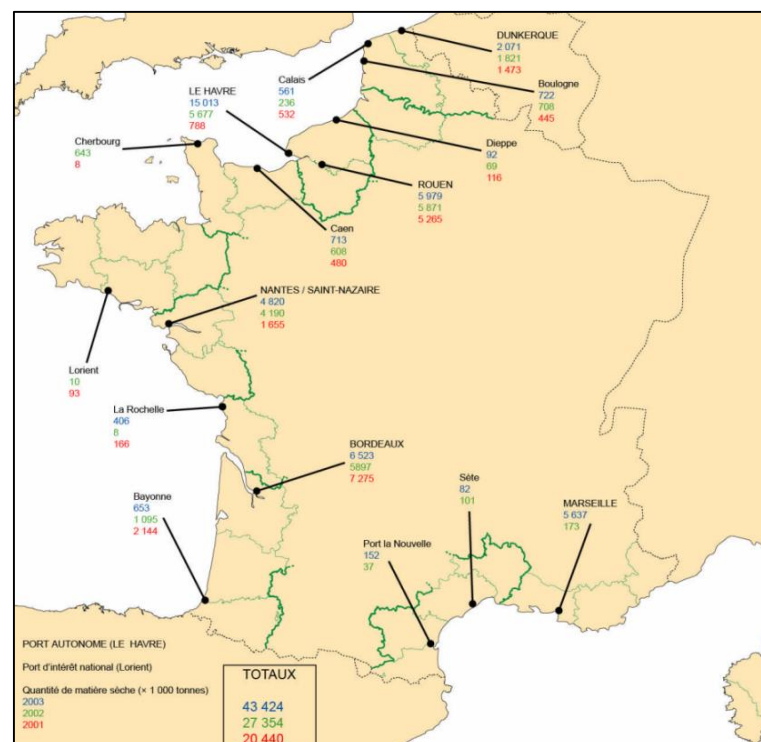 DUNKERQUE
2 071
1 821
1 473
Calais
561
236
532
Boulogne
722
708
445
LE HAVRE
15 013
5 677
788
Cherbourg
643
8
Dieppe
92
69
116
ROUEN
5 979
5 871
5 265
Caen
713
608
480
NANTES / SAINT-NAZAIRE
4 820
4 190
1 655
Lorient
10
93
La Rochelle
406
8
166
BORDEAUX
6 523
5897
7 275
Bayonne
653
1 095
2 144
Sète
82
101
MARSEILLE
5 637
173
Port la Nouvelle
152
37
PORT AUTONOME (LE HAVRE)
Port d'intérêt national (Lorient)
Quantité de matière sèche (× 1 000 tonnes)
2003
2002
2001
TOTAUX
43 424
27 354
20 440